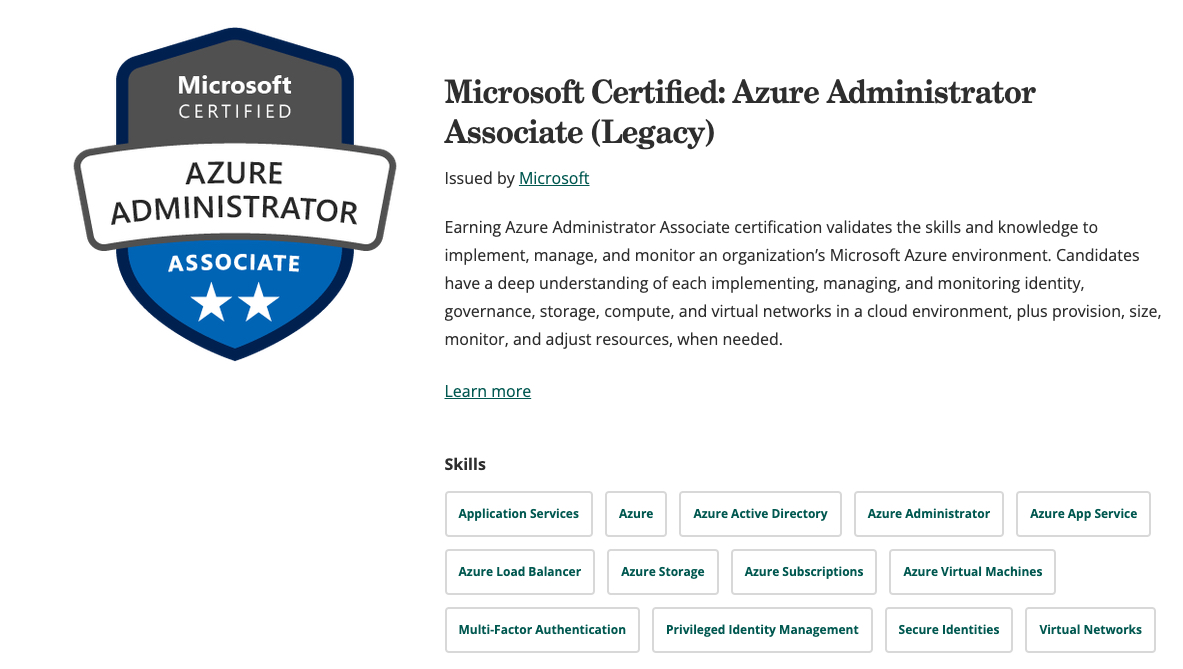 Microsoft
CERTIFIED
AZURE
ADMINISTRATOR
ASSOCIATE
Microsoft Certified: Azure Administrator
Associate (Legacy)
Issued by Microsoft
Earning Azure Administrator Associate certification validates the skills and knowledge to
implement, manage, and monitor an organization’s Microsoft Azure environment. Candidates
have a deep understanding of each implementing, managing, and monitoring identity,
governance, storage, compute, and virtual networks in a cloud environment, plus provision, size,
monitor, and adjust resources, when needed.
Learn more
Skills
Application Services Azure Azure Active Directory Azure Administrator Azure App Service
Azure Load Balancer Azure Storage Azure Subscriptions Azure Virtual Machines
Multi-Factor Authentication Privileged Identity Management Secure Identities Virtual Networks